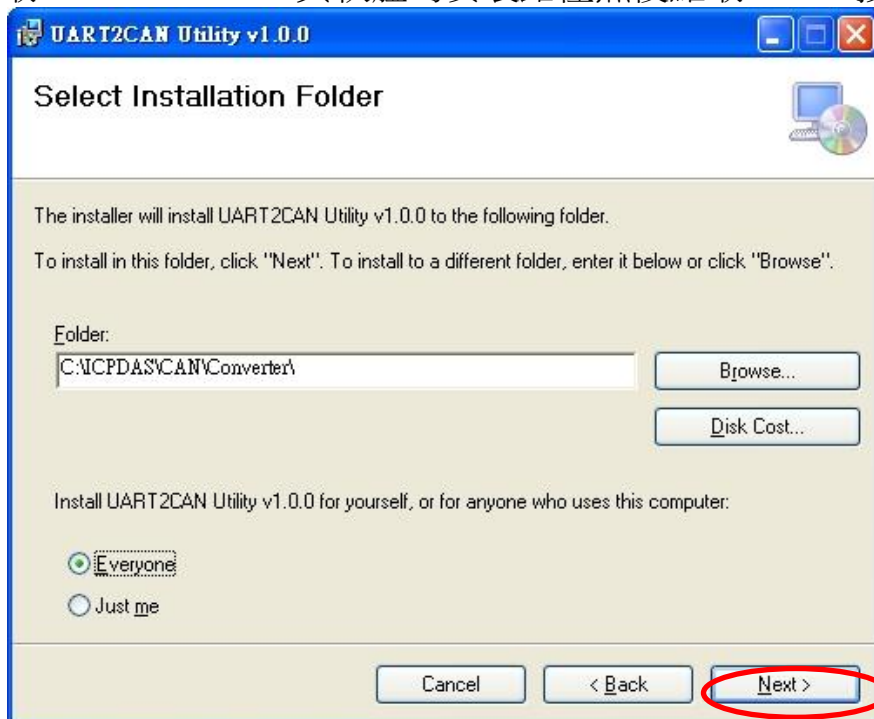 UART2CAN Utility v1.0.0
Select Installation Folder
The installer will install UART2CAN Utility v1.0.0 to the following folder.
To install in this folder, click "Next". To install to a different folder, enter it below or click "Browse".
Folder:
C:\ICPDAS\CAN\Converter\
Browse...
Disk Cost...
Install UART2CAN Utility v1.0.0 for yourself, or for anyone who uses this computer:
Everyone
Just me
Cancel
< Back
Next >